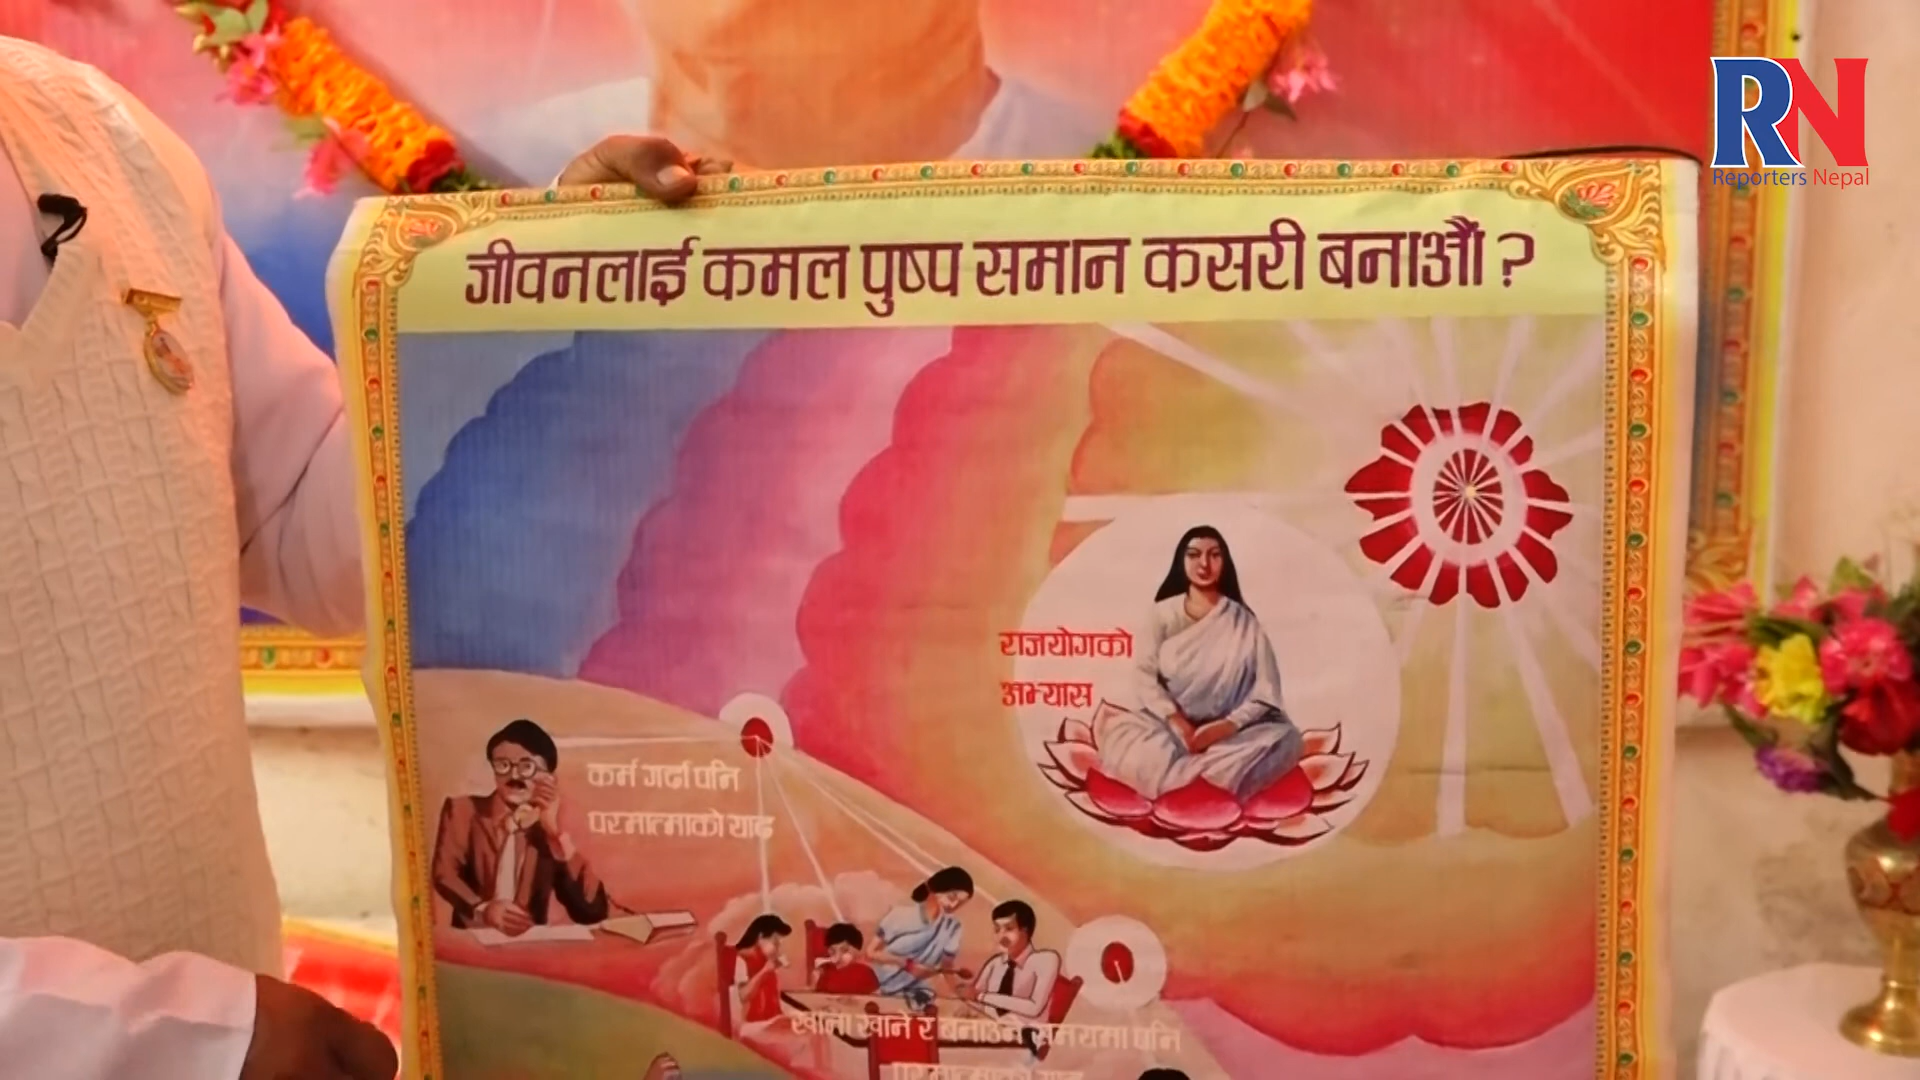 RN
Reporters Nepal
जीवनलाई कमल पुष्प समान कसरी बनाऔं ?
राजयोगको
अभ्यास
कर्म गर्दा पनि
परमात्माको याद
खाना खाने र बनाउने समयमा पनि
परमात्माको याद